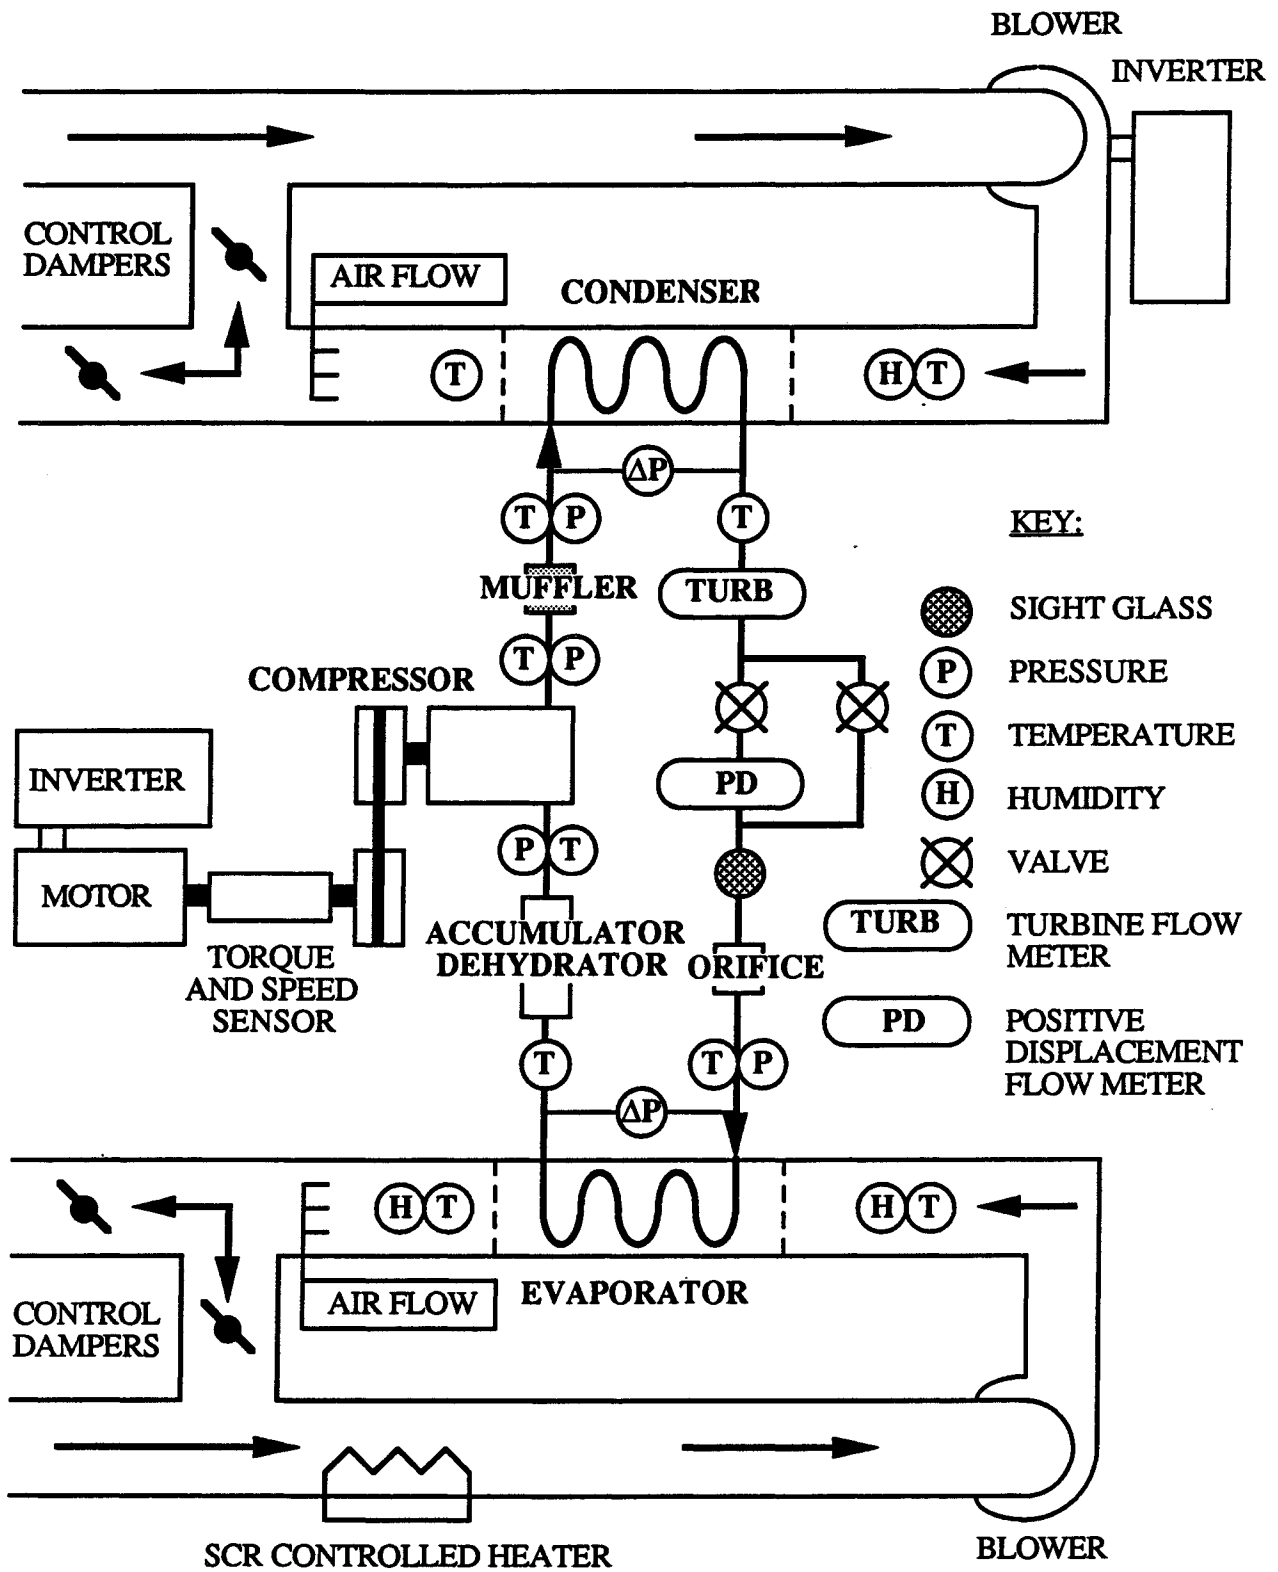 BLOWER
INVERTER
CONTROL
DAMPERS
AIR FLOW
CONDENSER
T
H T
ΔP
T P
T
KEY:
MUFFLER
TURB
SIGHT GLASS
T P
P
PRESSURE
COMPRESSOR
T
TEMPERATURE
INVERTER
PD
H
HUMIDITY
P T
VALVE
MOTOR
TURB
TURBINE FLOW
METER
ACCUMULATOR
DEHYDRATOR
ORIFICE
TORQUE
AND SPEED
SENSOR
PD
POSITIVE
DISPLACEMENT
FLOW METER
T
T P
ΔP
H T
H T
EVAPORATOR
AIR FLOW
CONTROL
DAMPERS
SCR CONTROLLED HEATER
BLOWER